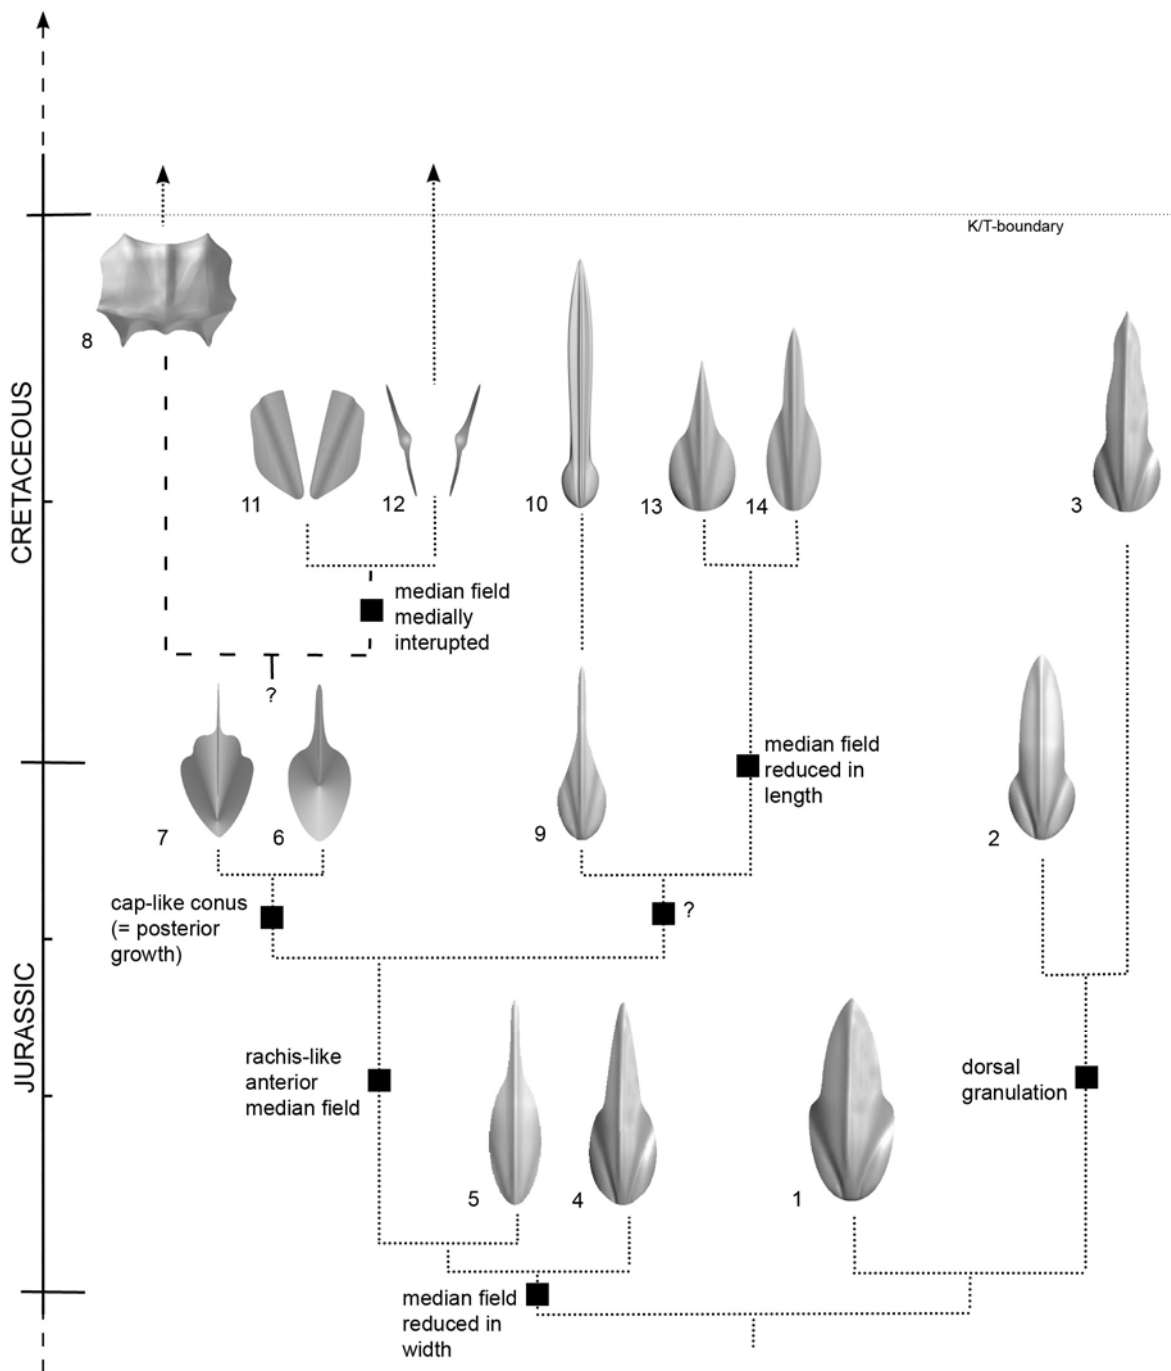 K/T-boundary
8
CRETACEOUS
11
12
10
13
14
3
median field
medially
interupted
?
7
6
9
median field
reduced in
length
2
cap-like conus
(= posterior
growth)
?
JURASSIC
rachis-like
anterior
median field
dorsal
granulation
5
4
1
median field
reduced in
width